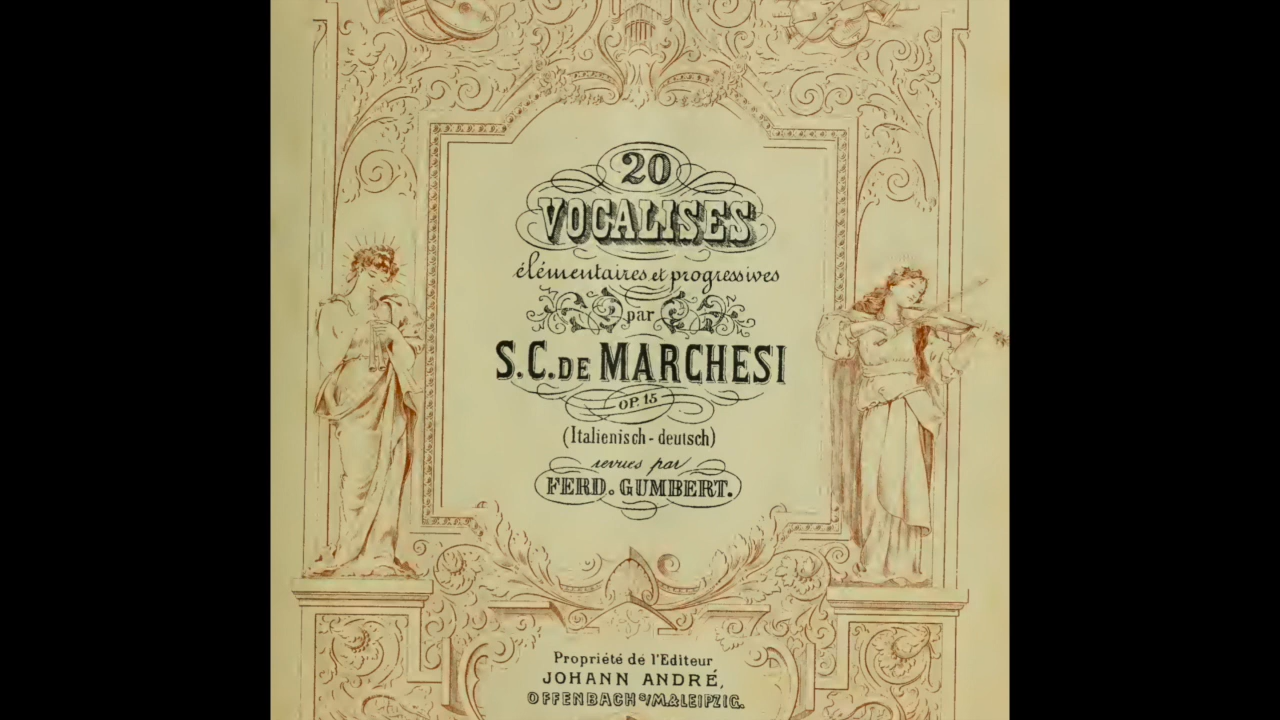 20
VOCALISES
élémentaires et progressives
par
S.C. DE MARCHESI
OP. 15
(Italienisch - deutsch)
revues par
FERD. GUMBERT.
Propriété de l'Editeur
JOHANN ANDRÉ,
OFFENBACH a/M & LEIPZIG.